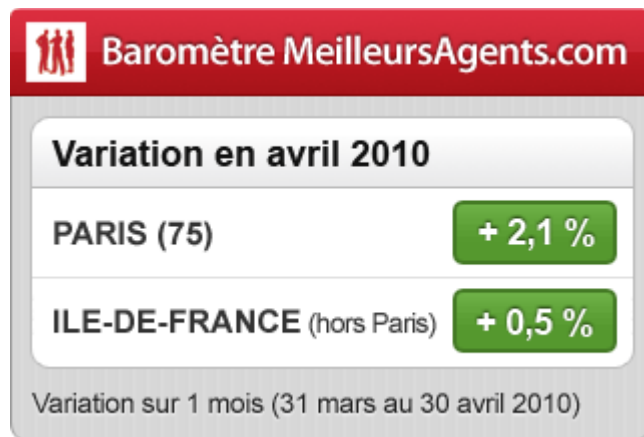 Baromètre MeilleursAgents.com
Variation en avril 2010
PARIS (75) + 2,1 %
ILE-DE-FRANCE (hors Paris) + 0,5 %
Variation sur 1 mois (31 mars au 30 avril 2010)